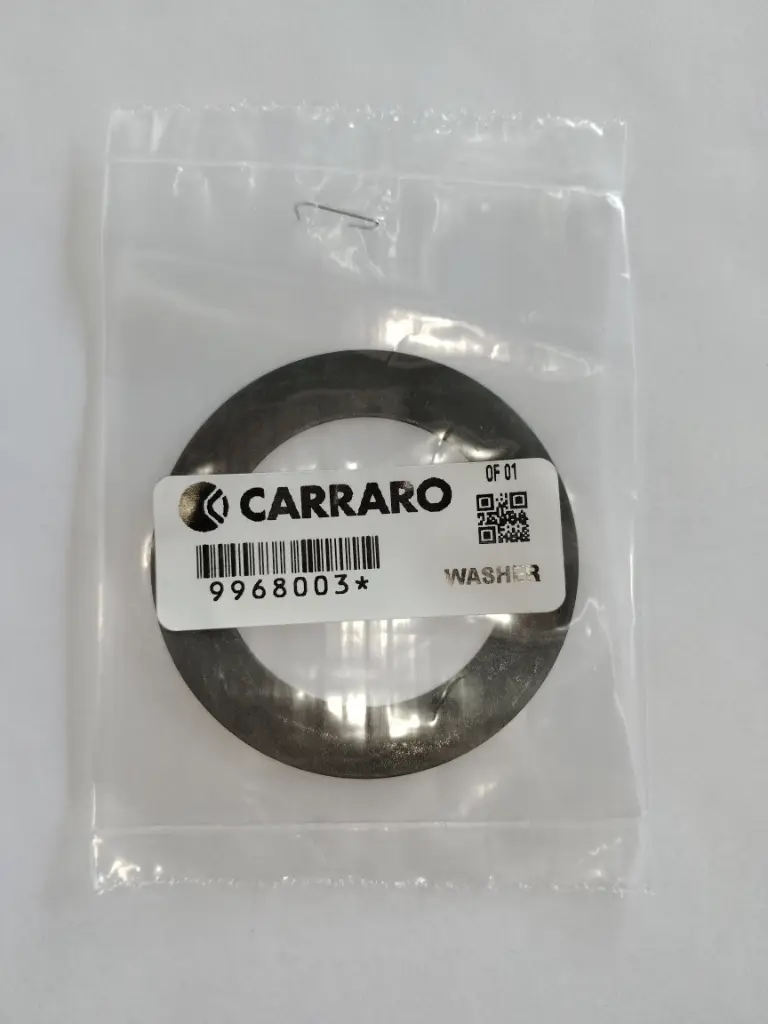 OF 01
CARRARO
9968003*
WASHER